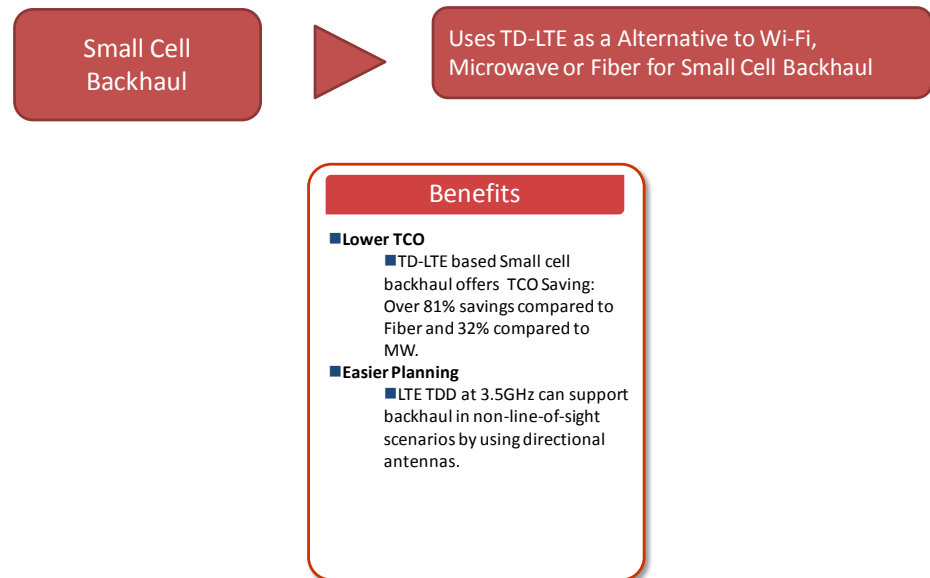 Small Cell
Backhaul
Uses TD-LTE as a Alternative to Wi-Fi,
Microwave or Fiber for Small Cell Backhaul
Benefits
Lower TCO
TD-LTE based Small cell
backhaul offers TCO Saving:
Over 81% savings compared to
Fiber and 32% compared to
MW.
Easier Planning
LTE TDD at 3.5GHz can support
backhaul in non-line-of-sight
scenarios by using directional
antennas.